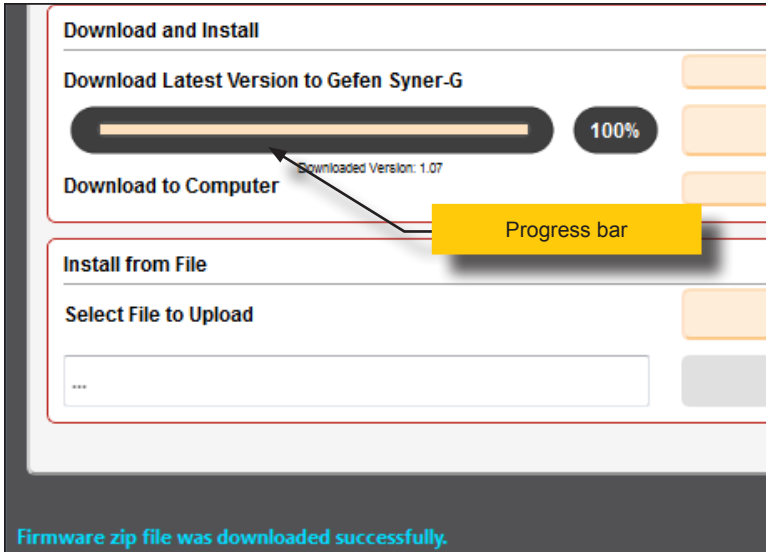 Download and Install
Download Latest Version to Gefen Syner-G
100%
Downloaded Version: 1.07
Download to Computer
Progress bar
Install from File
Select File to Upload
...
Firmware zip file was downloaded successfully.